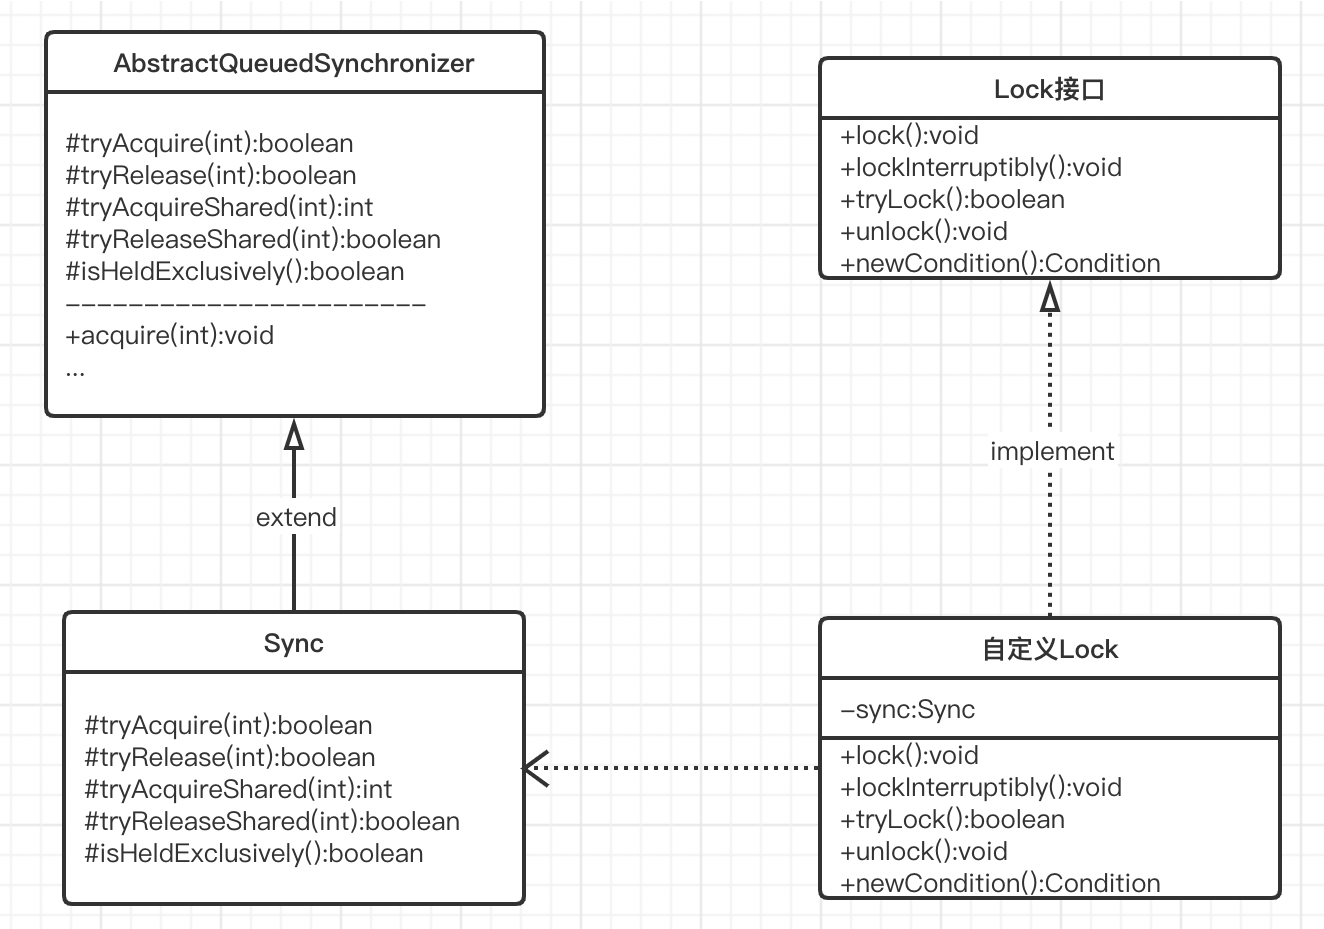 AbstractQueuedSynchronizer
#tryAcquire(int):boolean
#tryRelease(int):boolean
#tryAcquireShared(int):int
#tryReleaseShared(int):boolean
#isHeldExclusively():boolean
–––––––––––––––––––––––
+acquire(int):void
...
Lock接口
+lock():void
+lockInterruptibly():void
+tryLock():boolean
+unlock():void
+newCondition():Condition
extend
implement
Sync
#tryAcquire(int):boolean
#tryRelease(int):boolean
#tryAcquireShared(int):int
#tryReleaseShared(int):boolean
#isHeldExclusively():boolean
自定义Lock
–sync:Sync
+lock():void
+lockInterruptibly():void
+tryLock():boolean
+unlock():void
+newCondition():Condition